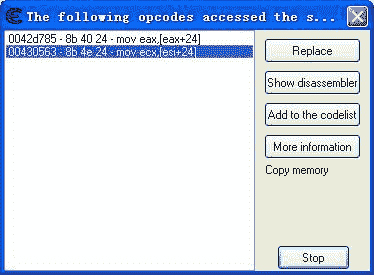 The following opcodes accessed the s...
0042d785 - 8b 40 24 - mov eax,[eax+24]
00430563 - 8b 4e 24 - mov ecx,[esi+24]
Replace
Show disassembler
Add to the codelist
More information
Copy memory
Stop